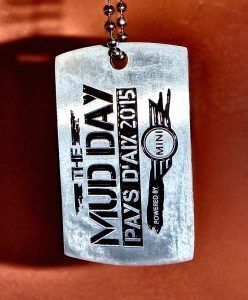 THE
MUD DAY
PAYS D'AIX 2015
POWERED BY
MINI